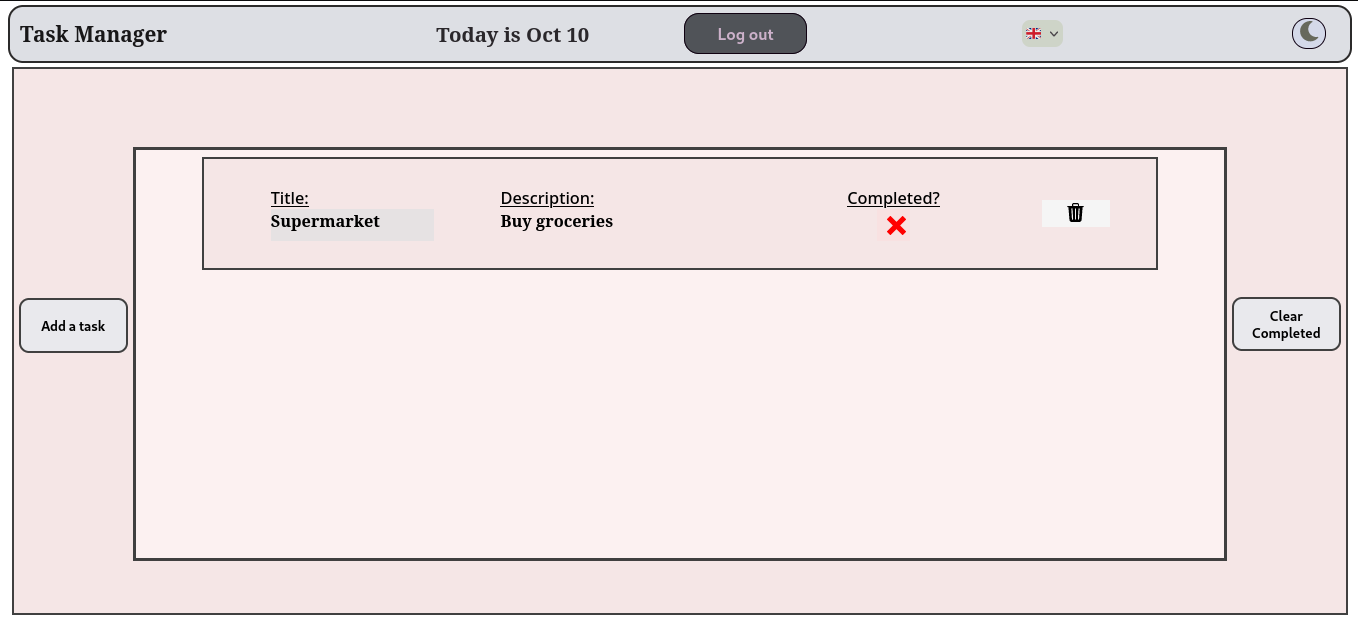 Task Manager
Today is Oct 10
Log out
Title:
Supermarket
Description:
Buy groceries
Completed?
Add a task
Clear
Completed